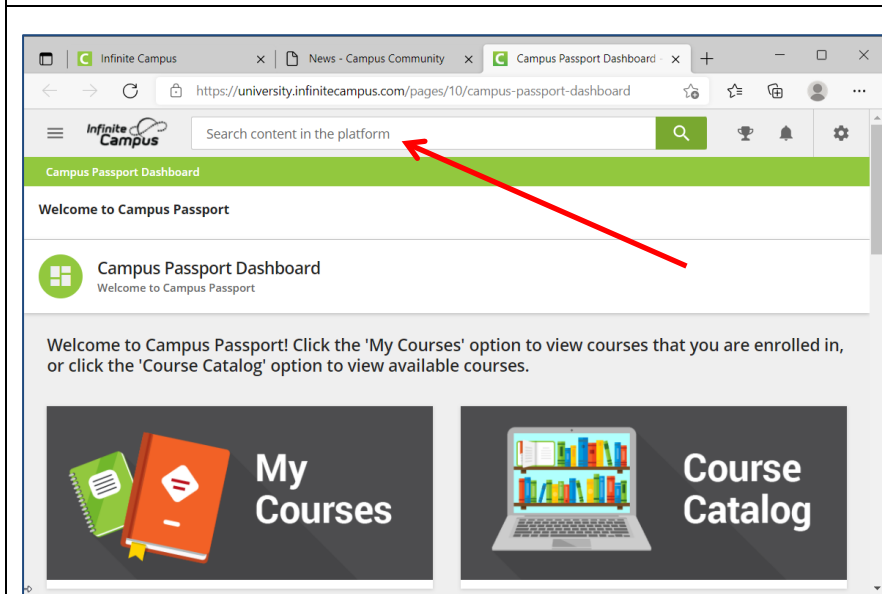 Infinite Campus
News - Campus Community
Campus Passport Dashboard -
https://university.infinitecampus.com/pages/10/campus-passport-dashboard
Infinite
Campus
Search content in the platform
Campus Passport Dashboard
Welcome to Campus Passport
Campus Passport Dashboard
Welcome to Campus Passport
Welcome to Campus Passport! Click the 'My Courses' option to view courses that you are enrolled in,
or click the 'Course Catalog' option to view available courses.
My
Courses
Course
Catalog